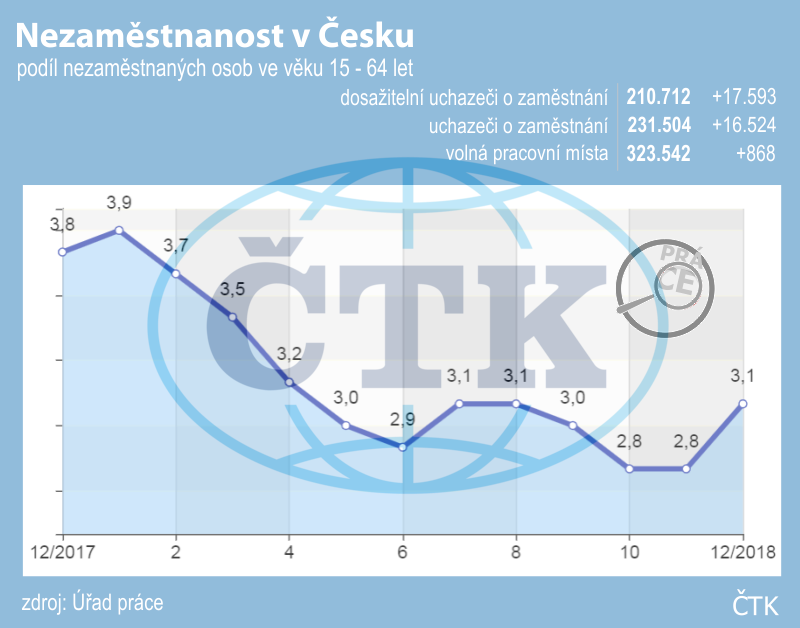 Nezaměstnanost v Česku
podíl nezaměstnaných osob ve věku 15 - 64 let
dosažitelní uchazeči o zaměstnání 210.712 +17.593
uchazeči o zaměstnání 231.504 +16.524
volná pracovní místa 323.542 +868
3,8
3,9
3,7
3,5
3,2
3,0
2,9
3,1
3,1
3,0
2,8
2,8
3,1
ČTK
PRÁ
CE
12/2017 2 4 6 8 10 12/2018
zdroj: Úřad práce
ČTK